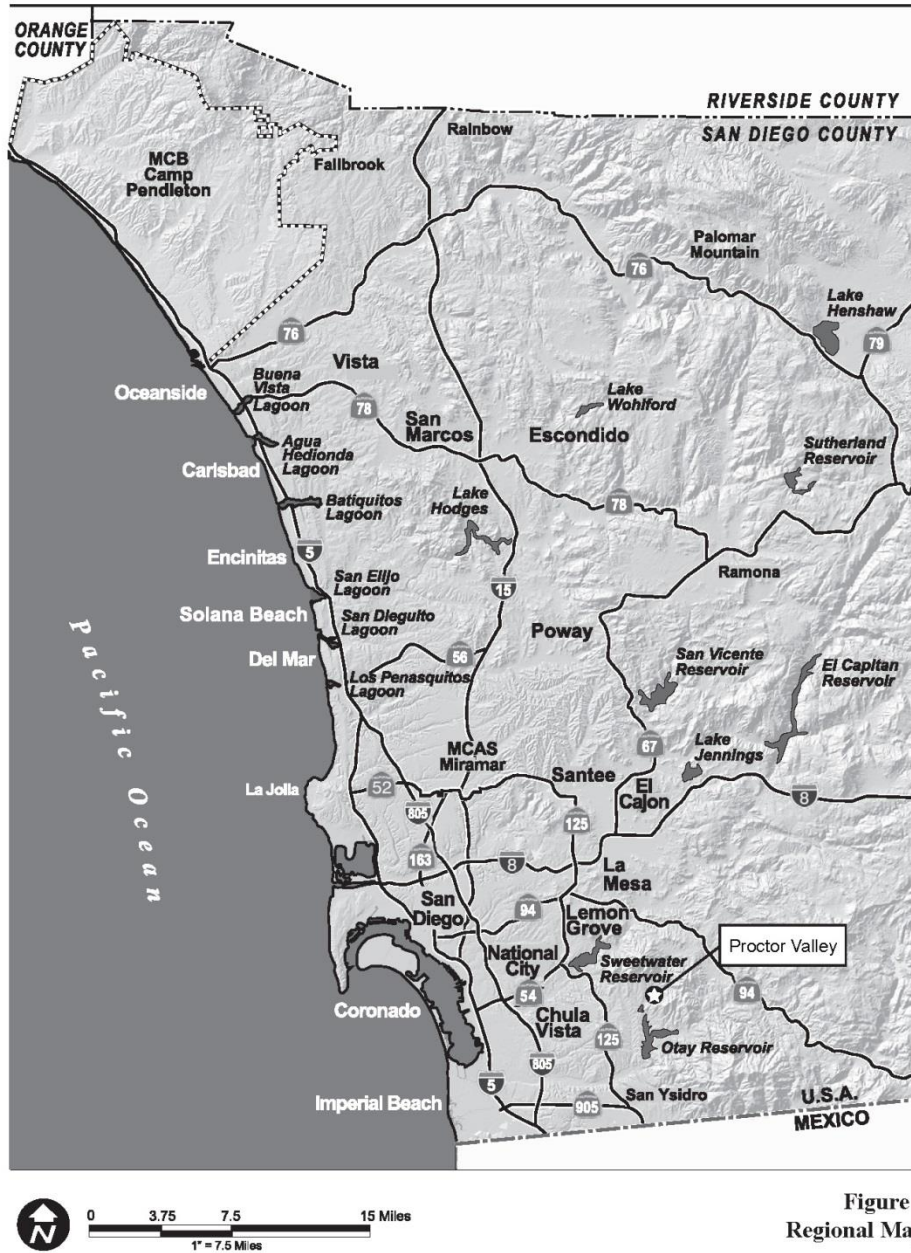 ORANGE
COUNTY
RIVERSIDE COUNTY
SAN DIEGO COUNTY
Rainbow
MCB
Camp
Pendleton
Fallbrook
Palomar
Mountain
76
Lake
Henshaw
79
76
Vista
Oceanside
Buena
Vista
Lagoon
78
San
Marcos
Lake
Wohlford
Escondido
Agua
Hedionda
Lagoon
Carlsbad
Sutherland
Reservoir
Batiquitos
Lagoon
Lake
Hodges
78
Encinitas
5
San Elijo
Lagoon
15
Ramona
Solana Beach
San Dieguito
Lagoon
Poway
Del Mar
56
Los Penasquitos
Lagoon
San Vicente
Reservoir
El Capitan
Reservoir
Pacific Ocean
67
Lake
Jennings
MCAS
Miramar
Santee
El
Cajon
La Jolla
52
805
125
8
163
8
La
Mesa
San
Diego
94
Lemon
Grove
Proctor Valley
National
City
Sweetwater
Reservoir
54
94
Coronado
Chula
Vista
125
Otay Reservoir
805
5
San Ysidro
Imperial Beach
905
U.S.A.
MEXICO
N
0 3.75 7.5 15 Miles
1" = 7.5 Miles
Figure
Regional Ma